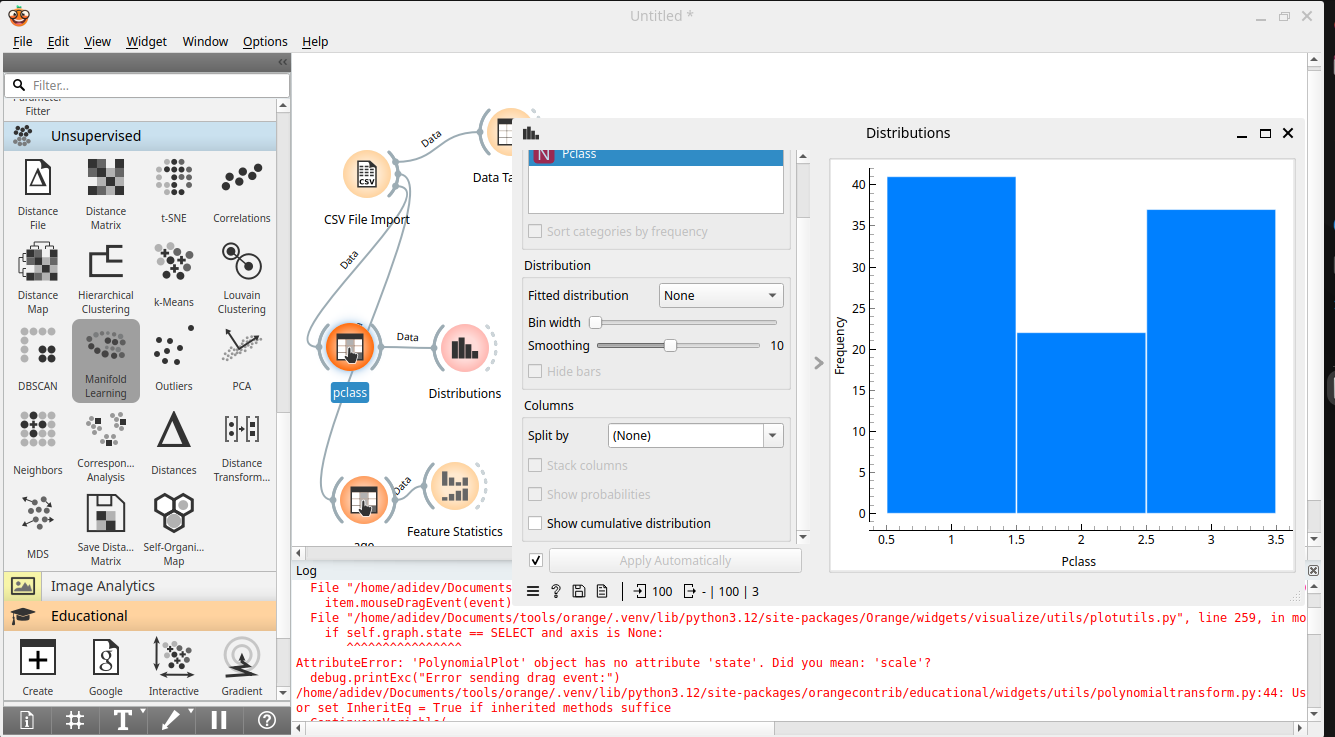 Untitled *
File Edit View Widget Window Options Help
Filter...
Fitter
Unsupervised
Distance File
Distance Matrix
t-SNE
Correlations
Distance Map
Hierarchical Clustering
k-Means
Louvain Clustering
DBSCAN
Manifold Learning
Outliers
PCA
Neighbors
Correspon... Analysis
Distances
Distance Transform...
MDS
Save Dista... Matrix
Self-Organi... Map
Image Analytics
Educational
Create
Google
Interactive
Gradient
Data
CSV
CSV File Import
Data Ta
Data
Data
pclass
Distributions
Data
Feature Statistics
age
Distributions
N Pclass
Sort categories by frequency
Distribution
Fitted distribution None
Bin width
Smoothing 10
Hide bars
Columns
Split by (None)
Stack columns
Show probabilities
Show cumulative distribution
Apply Automatically
100 - | 100 | 3
Frequency
40
35
30
25
20
15
10
5
0
0.5 1 1.5 2 2.5 3 3.5
Pclass
Log
File "/home/adidev/Documents
item.mouseDragEvent(event)
File "/home/adidev/Documents/tools/orange/.venv/lib/python3.12/site-packages/Orange/widgets/visualize/utils/plotutils.py", line 259, in mo
if self.graph.state == SELECT and axis is None:
^^^^^^^^^^^^^^^^
AttributeError: 'PolynomialPlot' object has no attribute 'state'. Did you mean: 'scale'?
debug.printExc("Error sending drag event:")
/home/adidev/Documents/tools/orange/.venv/lib/python3.12/site-packages/orangecontrib/educational/widgets/utils/polynomialtransform.py:44: Us
or set InheritEq = True if inherited methods suffice
ContinuousVariable(